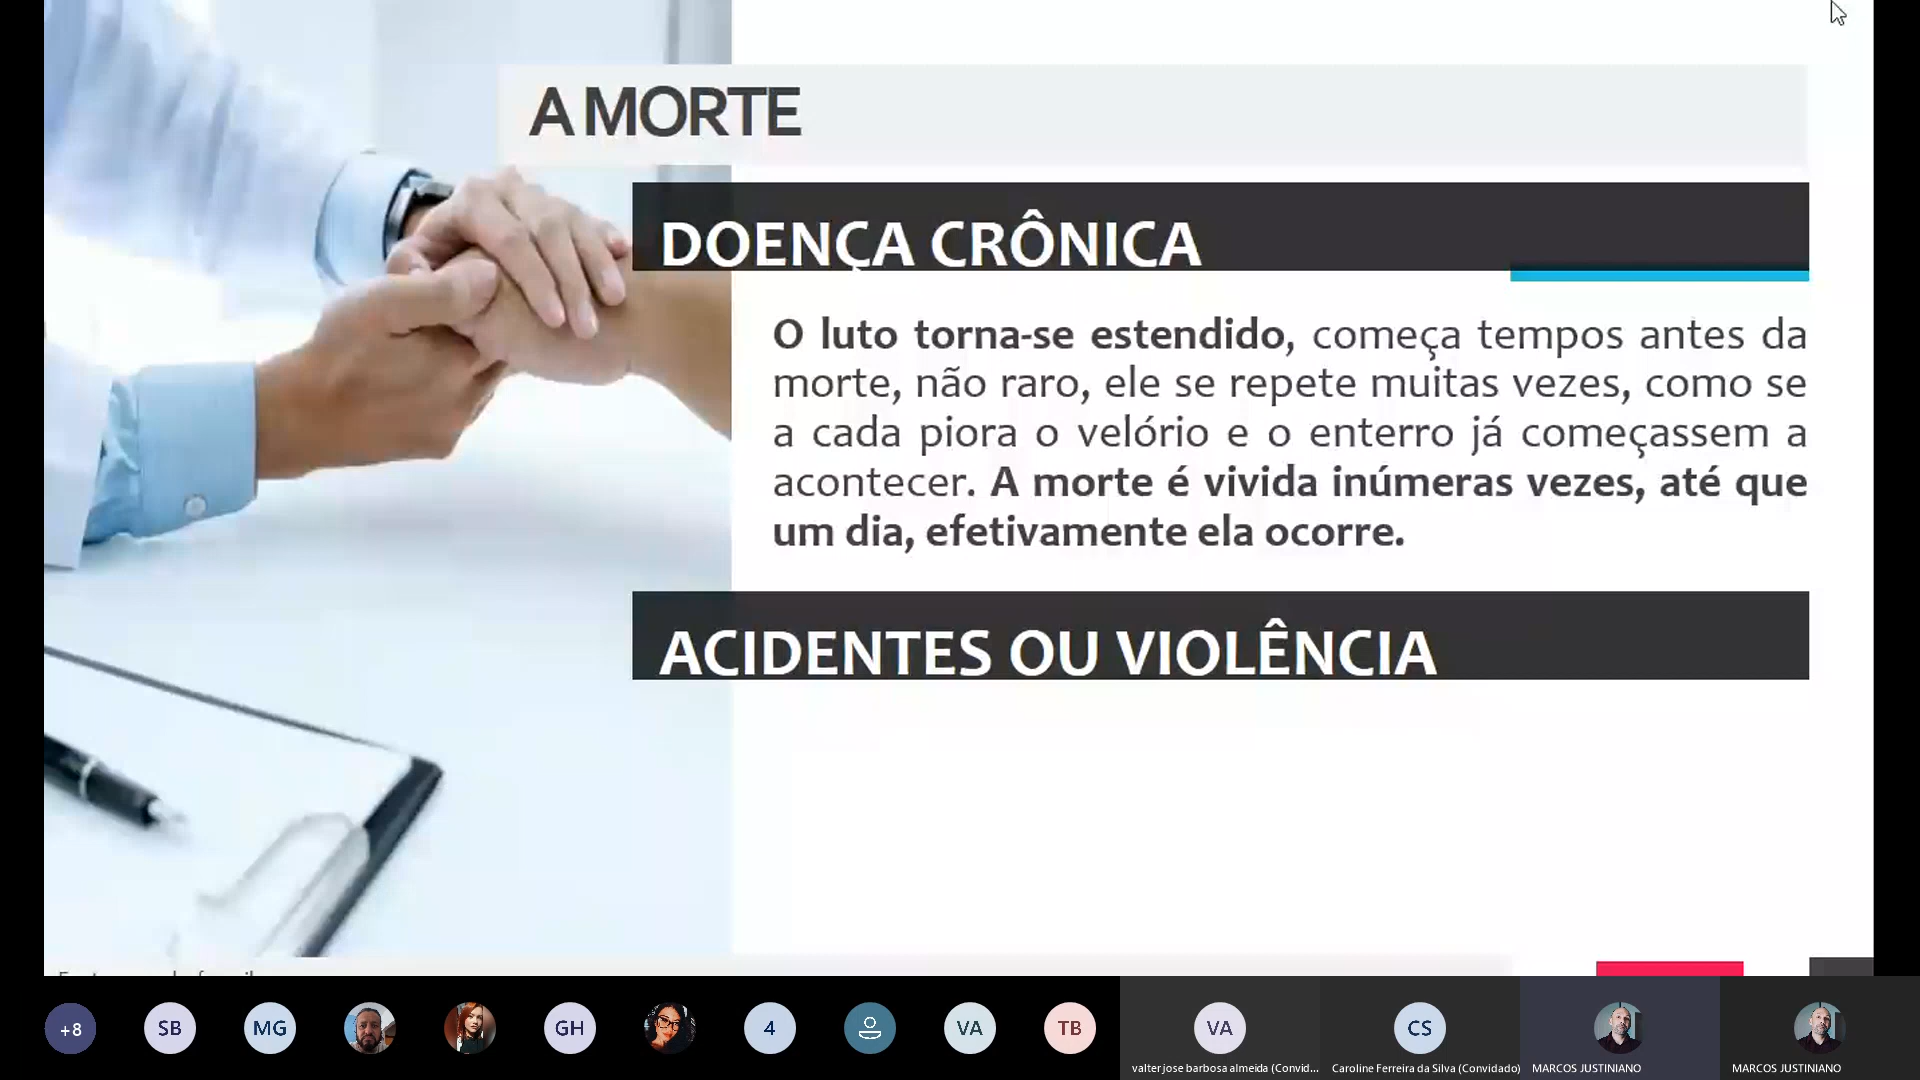 A MORTE
DOENÇA CRÔNICA
O luto torna-se estendido, começa tempos antes da
morte, não raro, ele se repete muitas vezes, como se
a cada piora o velório e o enterro já começassem a
acontecer. A morte é vivida inúmeras vezes, até que
um dia, efetivamente ela ocorre.
ACIDENTES OU VIOLÊNCIA
+8
SB
MG
GH
4
VA
TB
VA
CS
valter jose barbosa almeida (Convid...
Caroline Ferreira da Silva (Convidado)
MARCOS JUSTINIANO
MARCOS JUSTINIANO